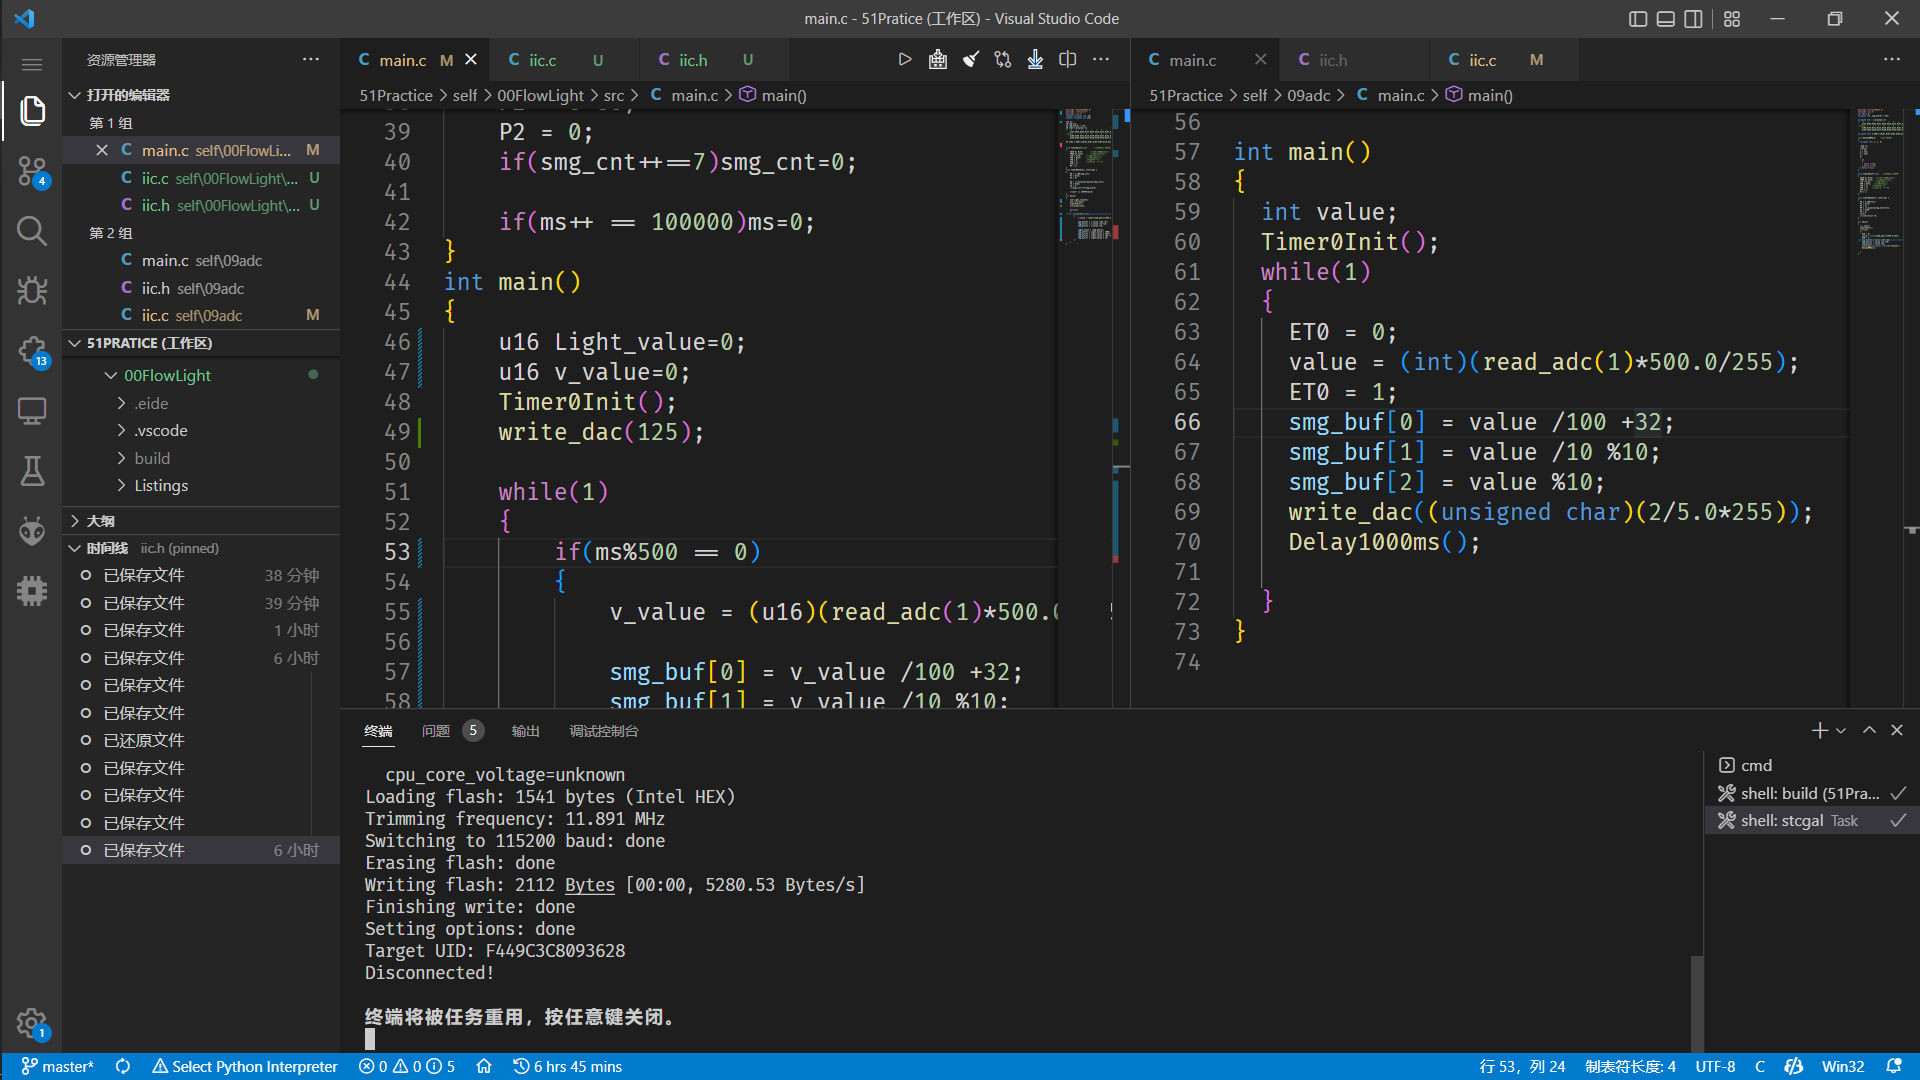 main.c - 51Pratice (工作区) - Visual Studio Code
资源管理器
打开的编辑器
第 1 组
main.c self\00FlowLi... M
iic.c self\00FlowLight\... U
iic.h self\00FlowLight\... U
第 2 组
main.c self\09adc
iic.h self\09adc
iic.c self\09adc M
51PRATICE (工作区)
00FlowLight
.eide
.vscode
build
Listings
大纲
时间线 iic.h (pinned)
已保存文件 38 分钟
已保存文件 39 分钟
已保存文件 1 小时
已保存文件 6 小时
已保存文件
已保存文件
已还原文件
已保存文件
已保存文件
已保存文件
已保存文件 6 小时
4
13
1
main.c M iic.c U iic.h U
51Practice > self > 00FlowLight > src > C main.c > main()
39 P2 = 0;
40 if(smg_cnt++==7)smg_cnt=0;
41
42 if(ms++ == 100000)ms=0;
43 }
44 int main()
45 {
46 u16 Light_value=0;
47 u16 v_value=0;
48 Timer0Init();
49 write_dac(125);
50
51 while(1)
52 {
53 if(ms%500 == 0)
54 {
55 v_value = (u16)(read_adc(1)*500.0
56
57 smg_buf[0] = v_value /100 +32;
58 smg_buf[1] = v_value /10 %10;
main.c iic.h iic.c M
51Practice > self > 09adc > C main.c > main()
56
57 int main()
58 {
59 int value;
60 Timer0Init();
61 while(1)
62 {
63 ET0 = 0;
64 value = (int)(read_adc(1)*500.0/255);
65 ET0 = 1;
66 smg_buf[0] = value /100 +32;
67 smg_buf[1] = value /10 %10;
68 smg_buf[2] = value %10;
69 write_dac((unsigned char)(2/5.0*255));
70 Delay1000ms();
71
72 }
73 }
74
终端 问题 5 输出 调试控制台
cpu_core_voltage=unknown
Loading flash: 1541 bytes (Intel HEX)
Trimming frequency: 11.891 MHz
Switching to 115200 baud: done
Erasing flash: done
Writing flash: 2112 Bytes [00:00, 5280.53 Bytes/s]
Finishing write: done
Setting options: done
Target UID: F449C3C8093628
Disconnected!
终端将被任务重用，按任意键关闭。
cmd
shell: build (51Pra...
shell: stcgal Task
master* Select Python Interpreter 0 0 5 6 hrs 45 mins 行 53，列 24 制表符长度: 4 UTF-8 C Win32